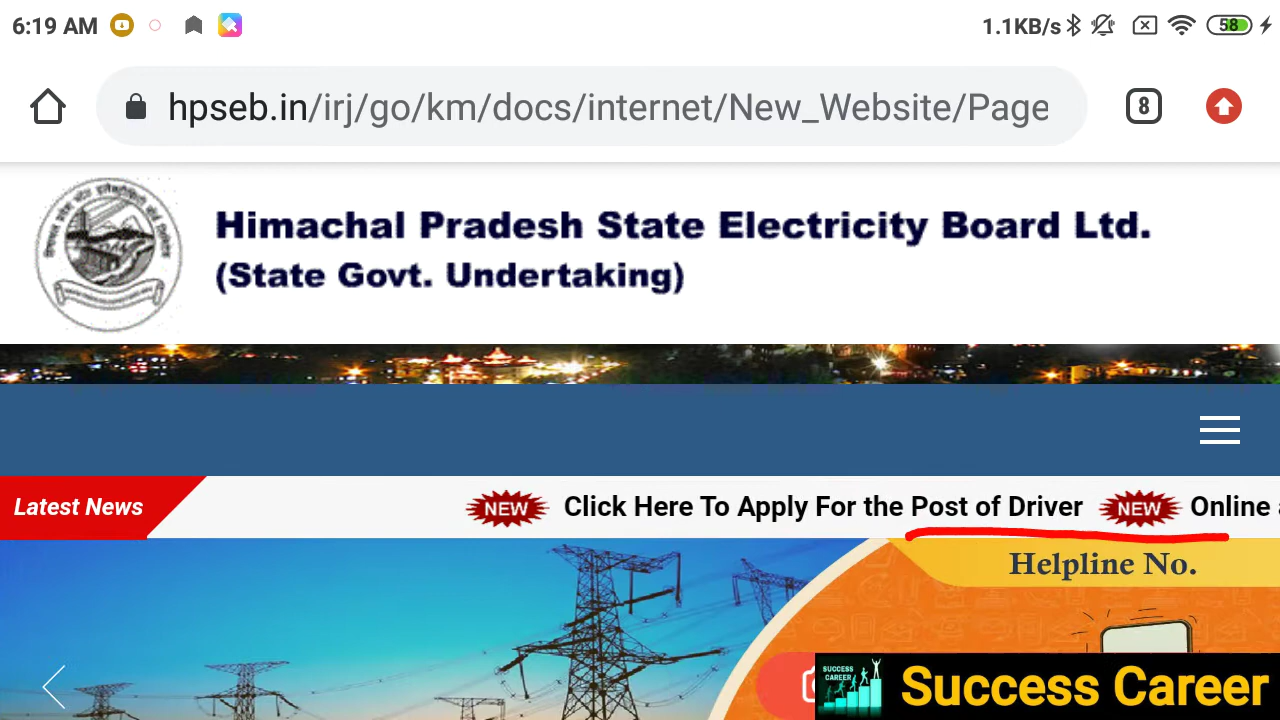 6:19 AM
1.1KB/s
58
hpseb.in/irj/go/km/docs/internet/New_Website/Page
8
Himachal Pradesh State Electricity Board Ltd.
(State Govt. Undertaking)
Latest News
NEW Click Here To Apply For the Post of Driver NEW Online
Helpline No.
SUCCESS
CAREER
Success Career